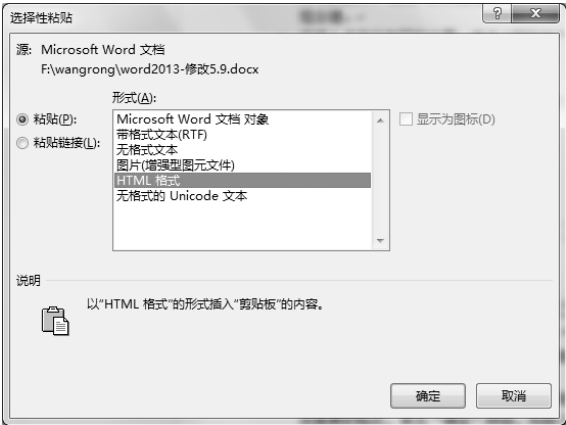 选择性粘贴
源: Microsoft Word 文档
F:\wangrong\word2013-修改5.9.docx
形式(A):
粘贴(P):
粘贴链接(L):
Microsoft Word 文档 对象
带格式文本(RTF)
无格式文本
图片(增强型图元文件)
HTML 格式
无格式的 Unicode 文本
显示为图标(D)
说明
以"HTML 格式"的形式插入"剪贴板"的内容。
确定
取消